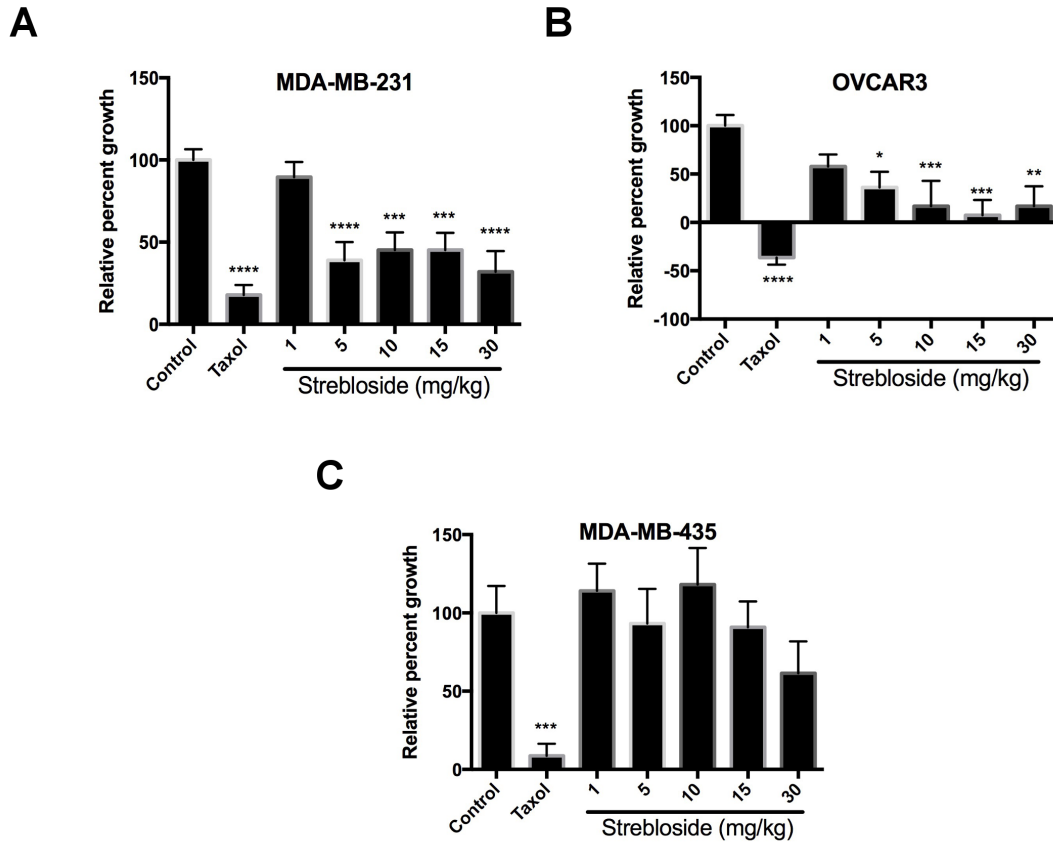 A
MDA-MB-231
Relative percent growth
150
100
50
0
****
****
***
***
****
Control
Taxol
1
5
10
15
30
Strebloside (mg/kg)
B
OVCAR3
Relative percent growth
150
100
50
0
-50
-100
****
*
***
***
**
Control
Taxol
1
5
10
15
30
Strebloside (mg/kg)
C
MDA-MB-435
Relative percent growth
150
100
50
0
***
Control
Taxol
1
5
10
15
30
Strebloside (mg/kg)